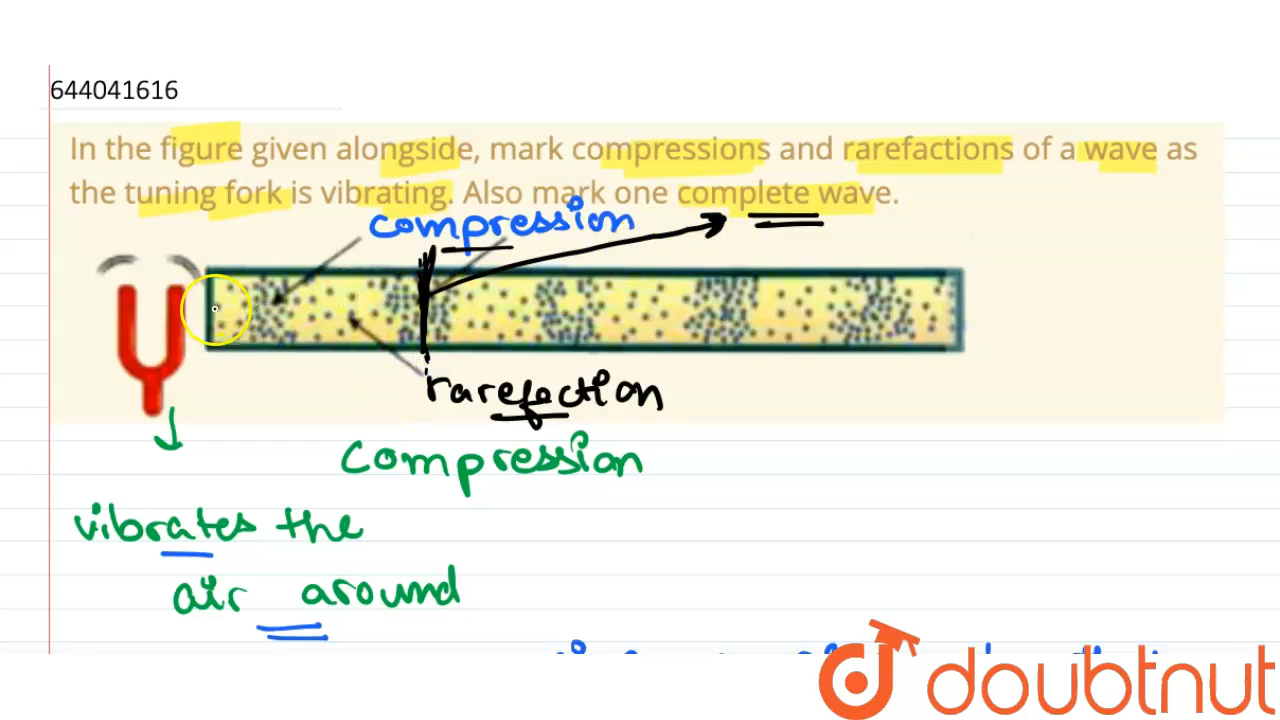 644041616
In the figure given alongside, mark compressions and rarefactions of a wave as
the tuning fork is vibrating. Also mark one complete wave.
compression
rarefaction
compression
vibrates the
air around
doubtnut